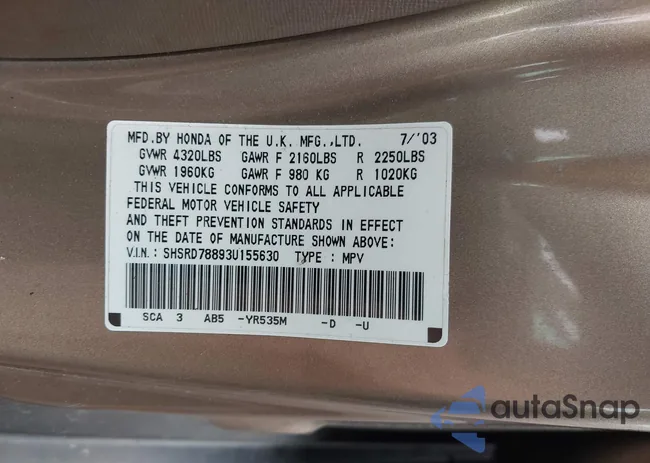 MFD.BY HONDA OF THE U.K. MFG.,LTD. 7/'03
GVWR 4320LBS GAWR F 2160LBS R 2250LBS
GVWR 1960KG GAWR F 980 KG R 1020KG
THIS VEHICLE CONFORMS TO ALL APPLICABLE
FEDERAL MOTOR VEHICLE SAFETY
AND THEFT PREVENTION STANDARDS IN EFFECT
ON THE DATE OF MANUFACTURE SHOWN ABOVE:
V.I.N.: SHSRD78893U155630 TYPE : MPV
SCA 3 AB5 -YR535M -D -U
autoSnap